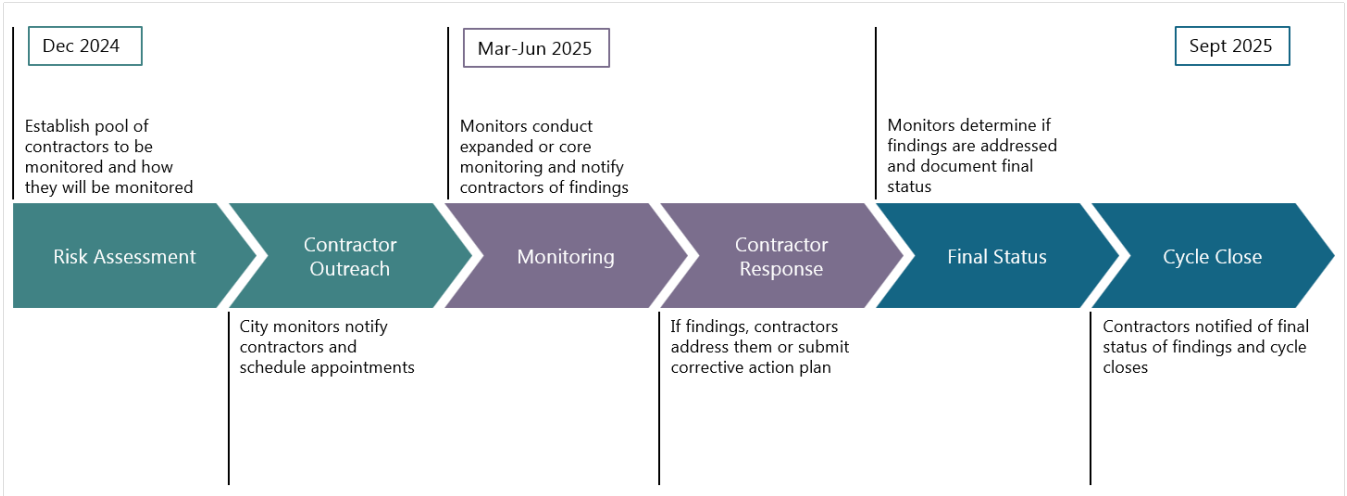 Dec 2024
Mar-Jun 2025
Sept 2025
Establish pool of
contractors to be
monitored and how
they will be monitored
Monitors conduct
expanded or core
monitoring and notify
contractors of findings
Monitors determine if
findings are addressed
and document final
status
Risk Assessment
Contractor
Outreach
Monitoring
Contractor
Response
Final Status
Cycle Close
City monitors notify
contractors and
schedule appointments
If findings, contractors
address them or submit
corrective action plan
Contractors notified of final
status of findings and cycle
closes